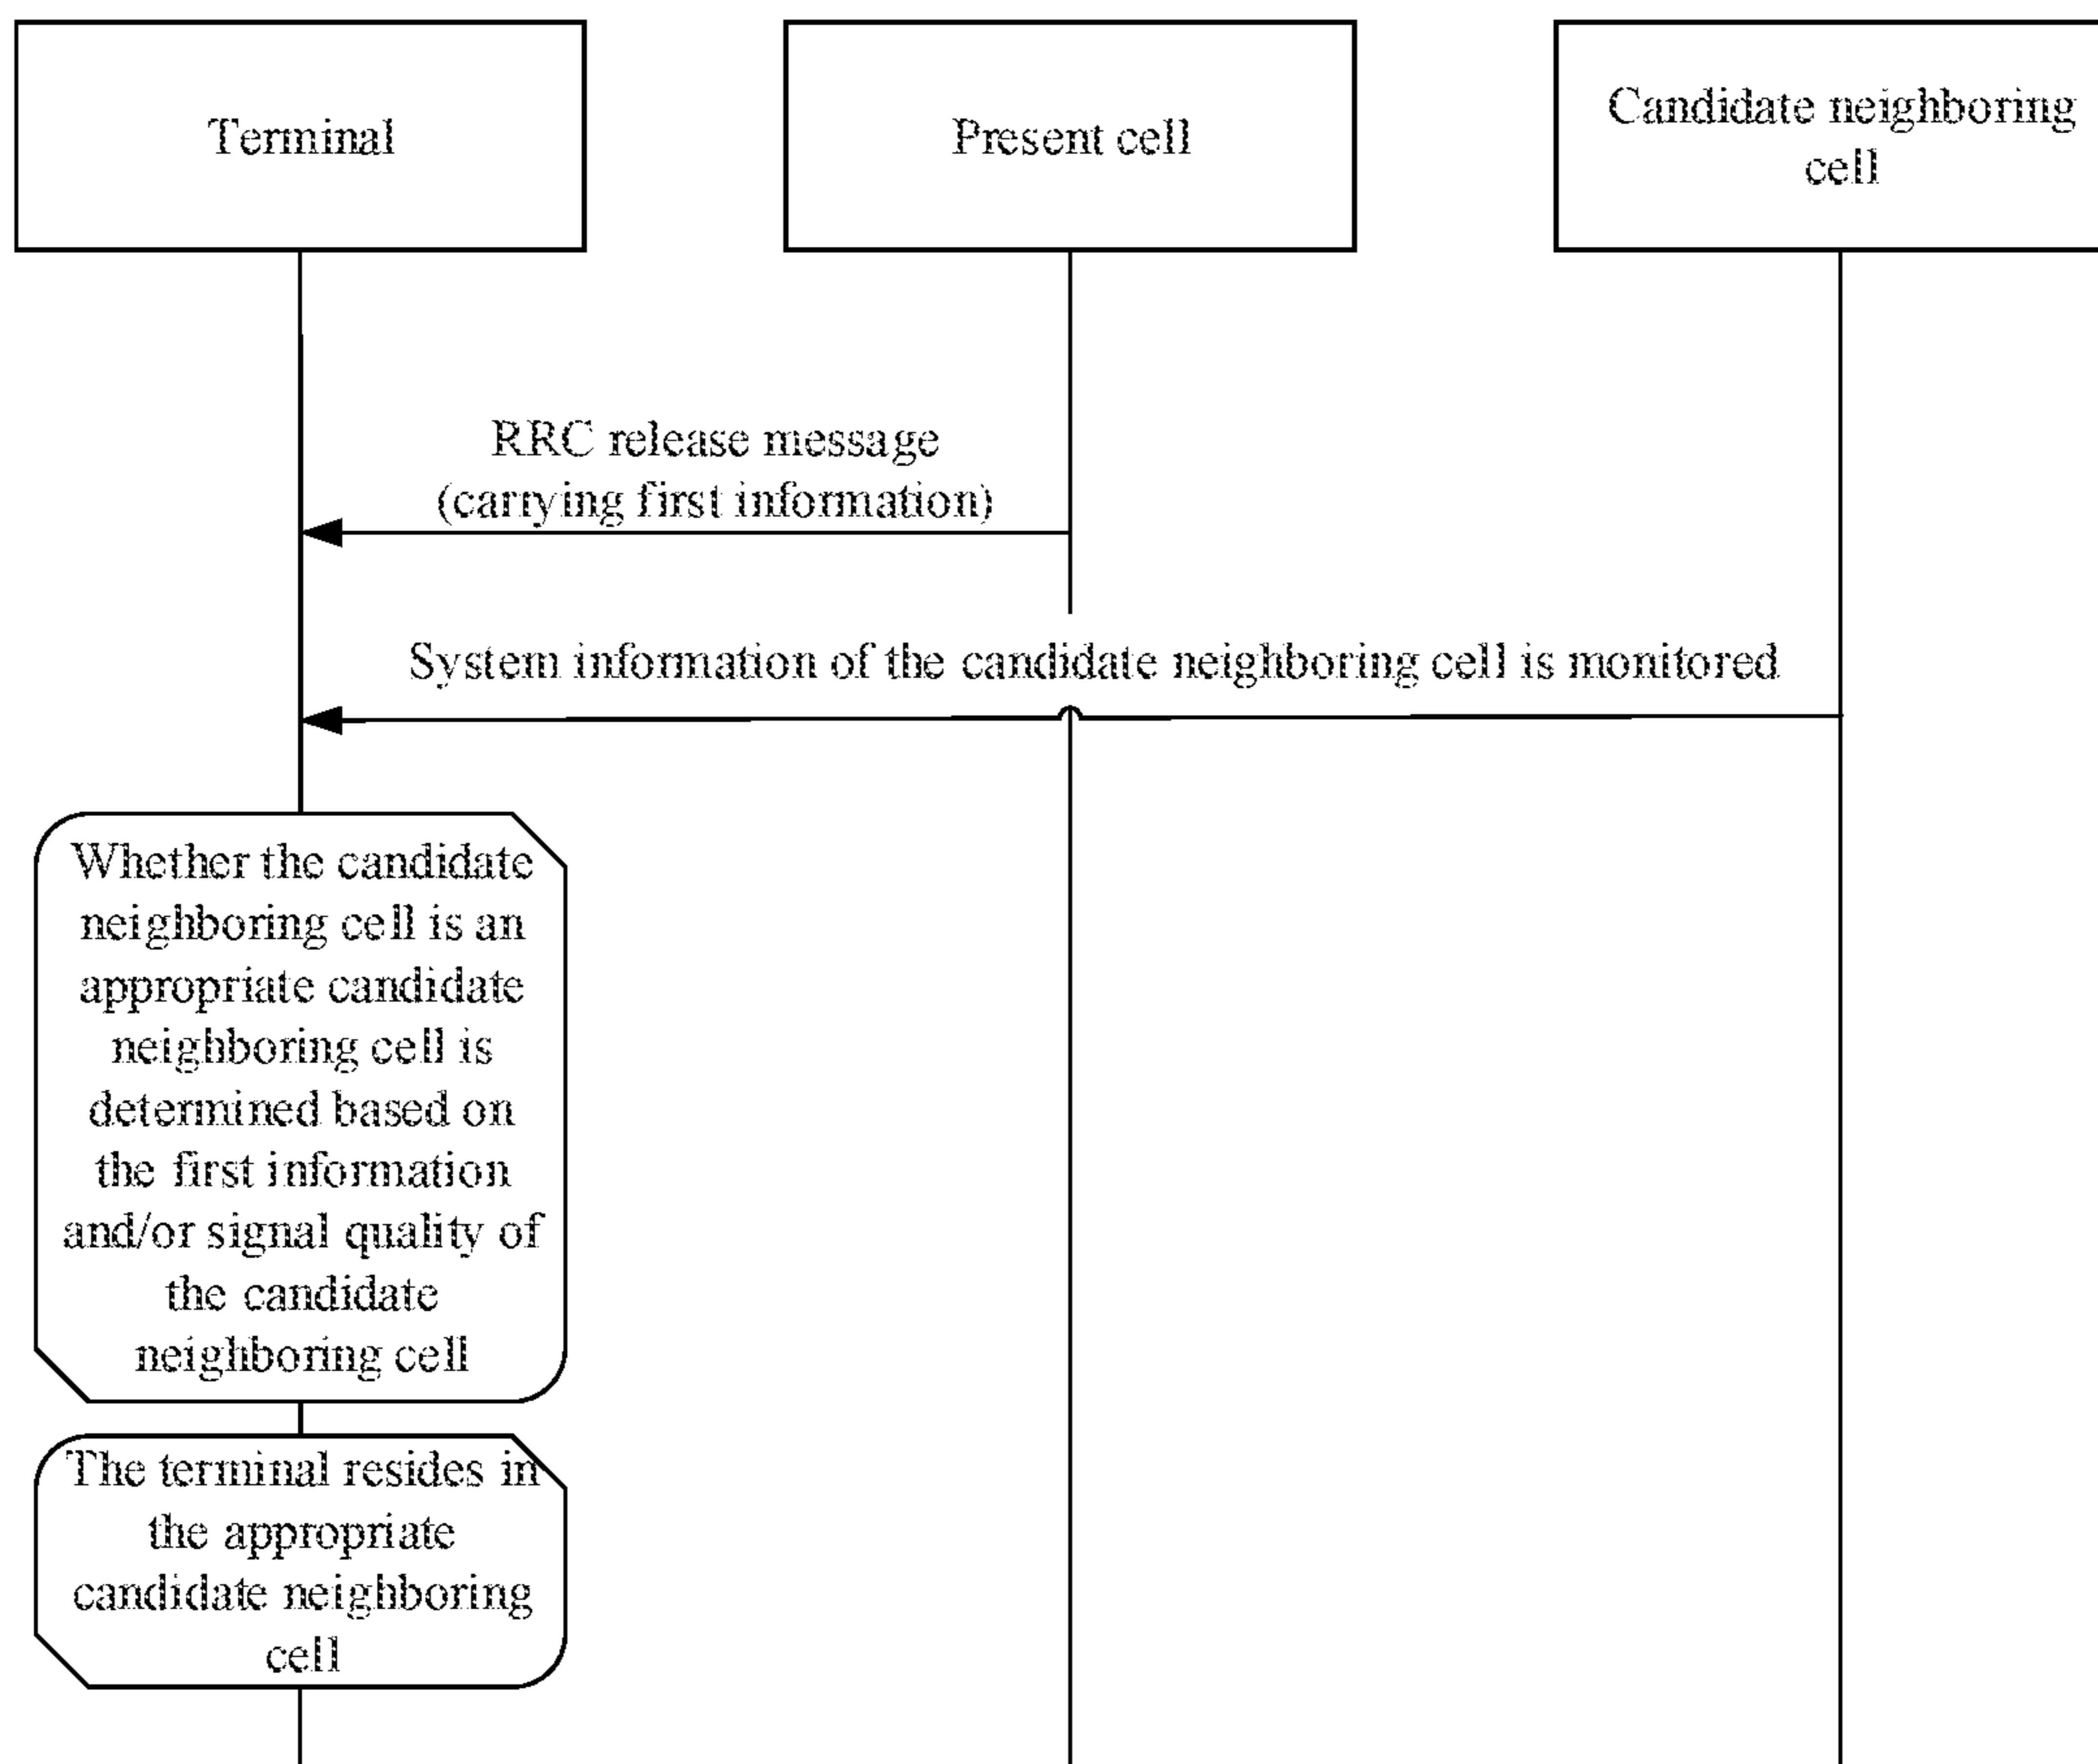 Terminal
Present cell
Candidate neighboring
cell
RRC release message
(carrying first information)
System information of the candidate neighboring cell is monitored
Whether the candidate
neighboring cell is an
appropriate candidate
neighboring cell is
determined based on
the first information
and/or signal quality of
the candidate
neighboring cell
The terminal resides in
the appropriate
candidate neighboring
cell